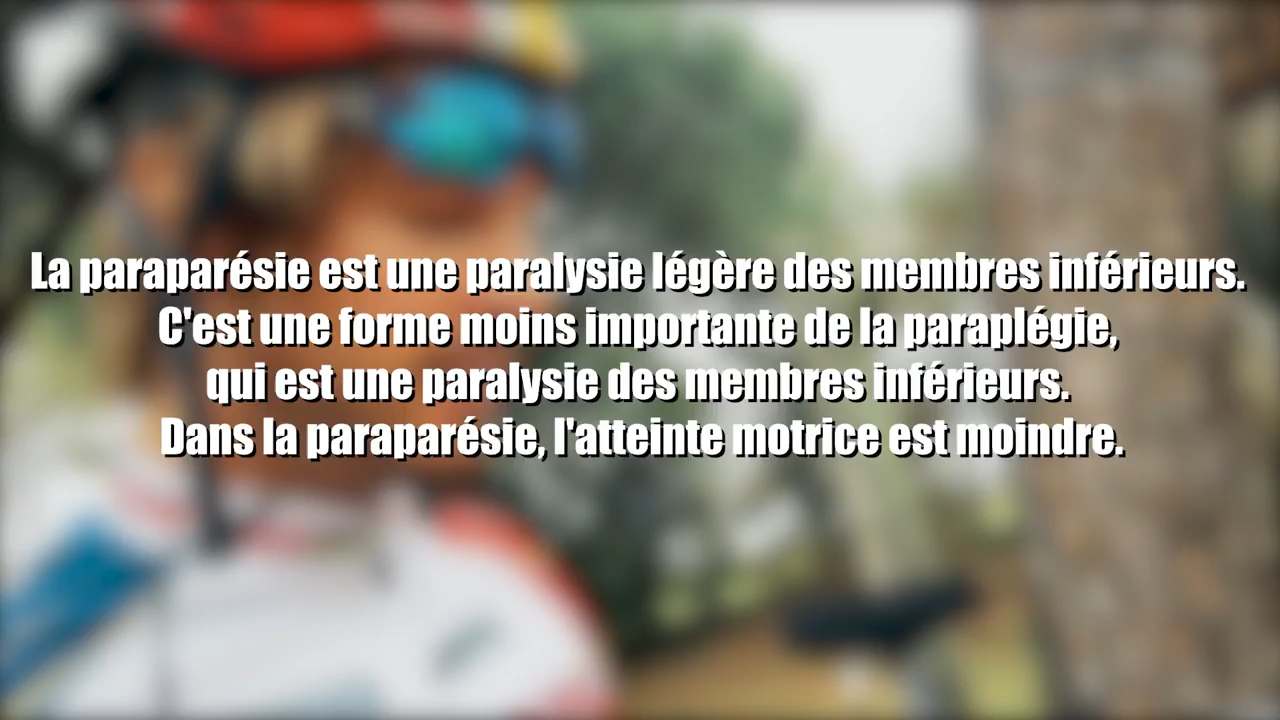 La paraparésie est une paralysie légère des membres inférieurs.
C'est une forme moins importante de la paraplégie,
qui est une paralysie des membres inférieurs.
Dans la paraparésie, l'atteinte motrice est moindre.